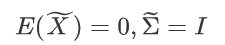 E(X̃) = 0, Σ̃ = I